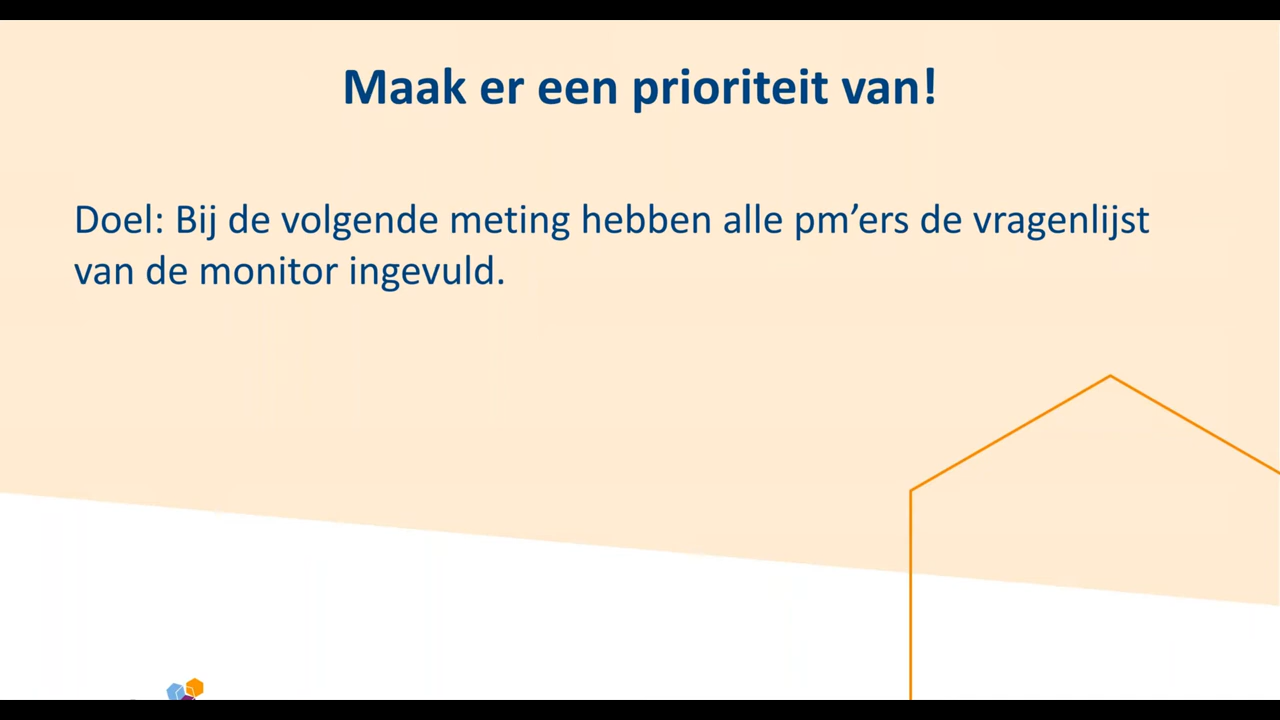 Maak er een prioriteit van!
Doel: Bij de volgende meting hebben alle pm’ers de vragenlijst
van de monitor ingevuld.